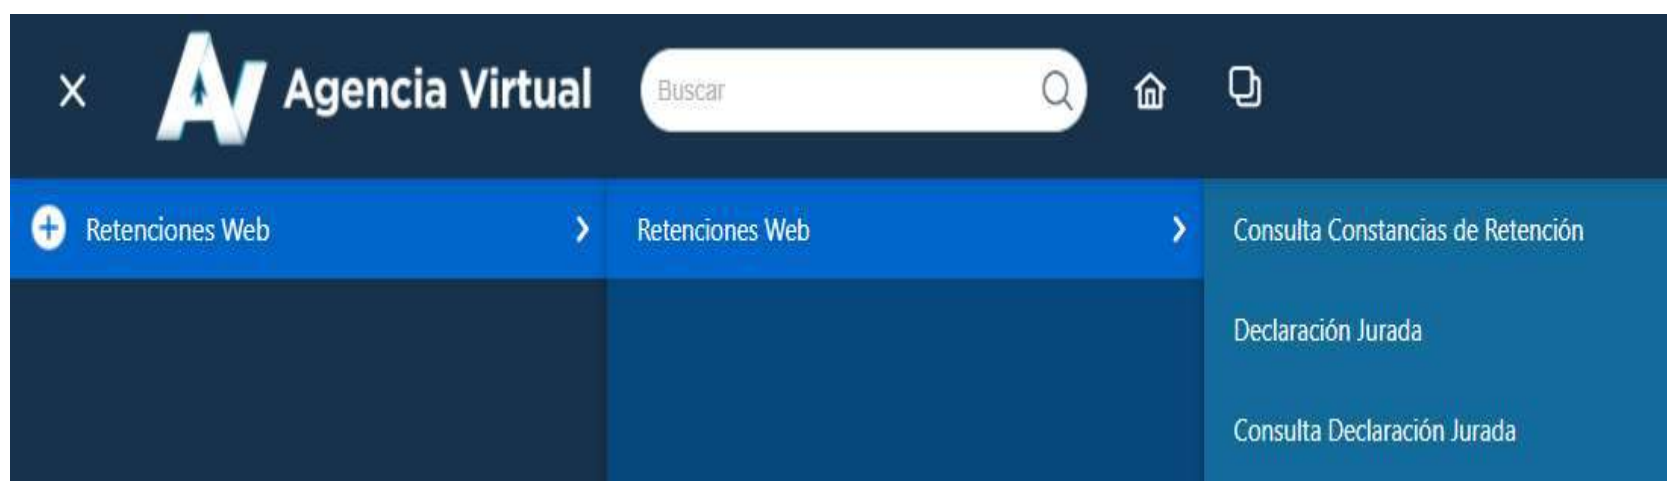 Agencia Virtual
Buscar
Retenciones Web
Retenciones Web
Consulta Constancias de Retención
Declaración Jurada
Consulta Declaración Jurada